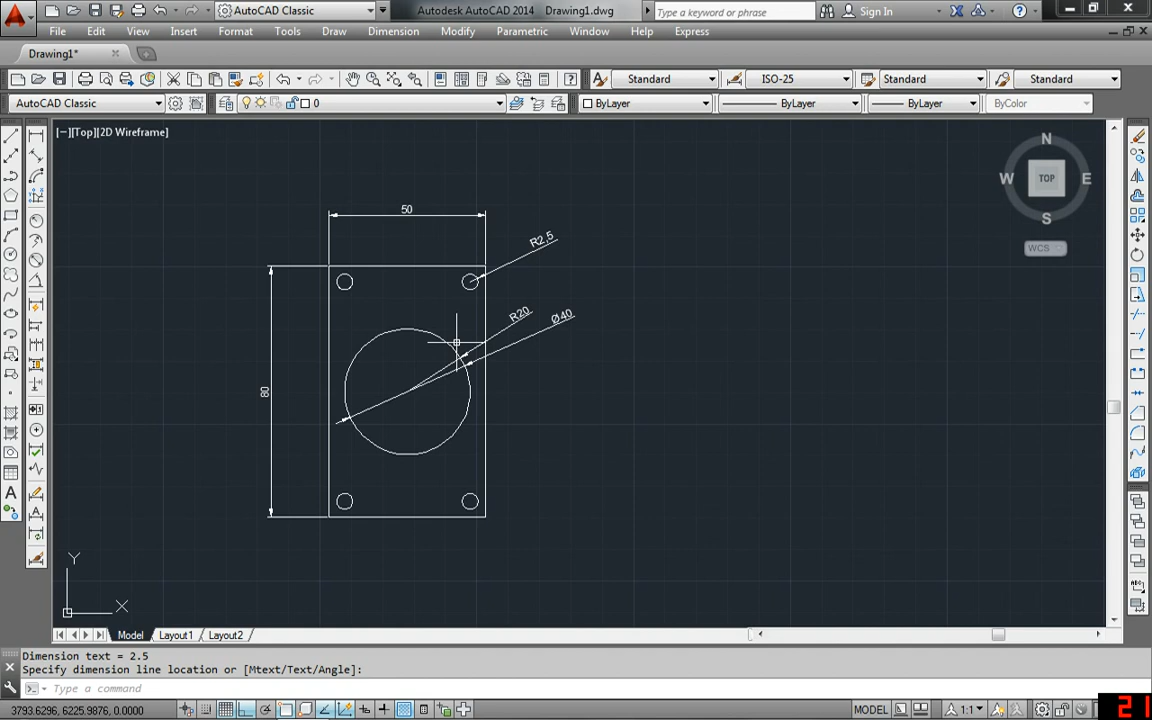 AutoCAD Classic
Autodesk AutoCAD 2014 Drawing1.dwg
Type a keyword or phrase
Sign In
File Edit View Insert Format Tools Draw Dimension Modify Parametric Window Help Express
Drawing1*
Standard
ISO-25
Standard
Standard
AutoCAD Classic
0
ByLayer
ByLayer
ByLayer
ByColor
[−][Top][2D Wireframe]
N
W TOP E
S
WCS
50
R2,5
R20
Ø40
80
Y
X
Model Layout1 Layout2
Dimension text = 2.5
Specify dimension line location or [Mtext/Text/Angle]:
Type a command
3793.6296, 6225.9876, 0.0000
MODEL
1:1
21